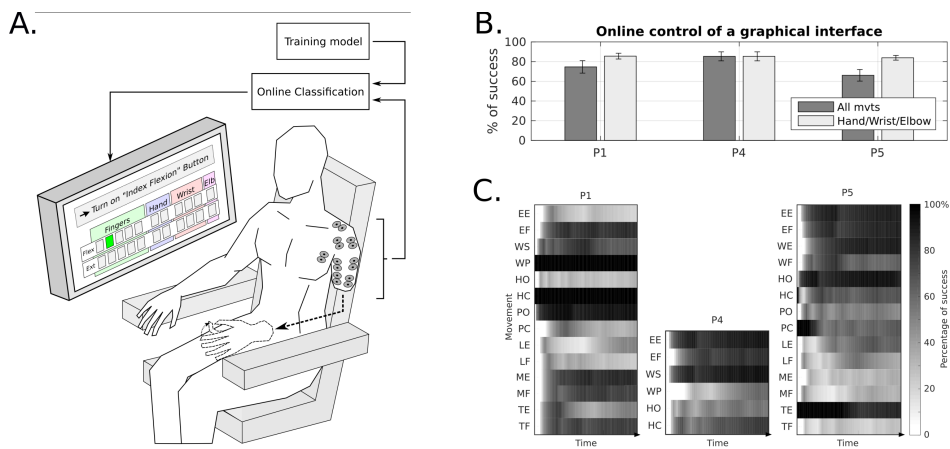 A.
Training model
Online Classification
Turn on "Index Flexion" Button
Fingers
Hand
Wrist
Elb
Flex
Ext
B.
Online control of a graphical interface
% of success
100
80
60
40
20
0
All mvts
Hand/Wrist/Elbow
P1
P4
P5
C.
P1
Movement
EE
EF
WS
WP
HO
HC
PO
PC
LE
LF
ME
MF
TE
TF
Time
P4
EE
EF
WS
WP
HO
HC
Time
P5
EE
EF
WE
WF
HO
HC
PO
PC
LE
LF
ME
MF
TE
TF
Time
100%
80
60
40
20
0
Percentage of success